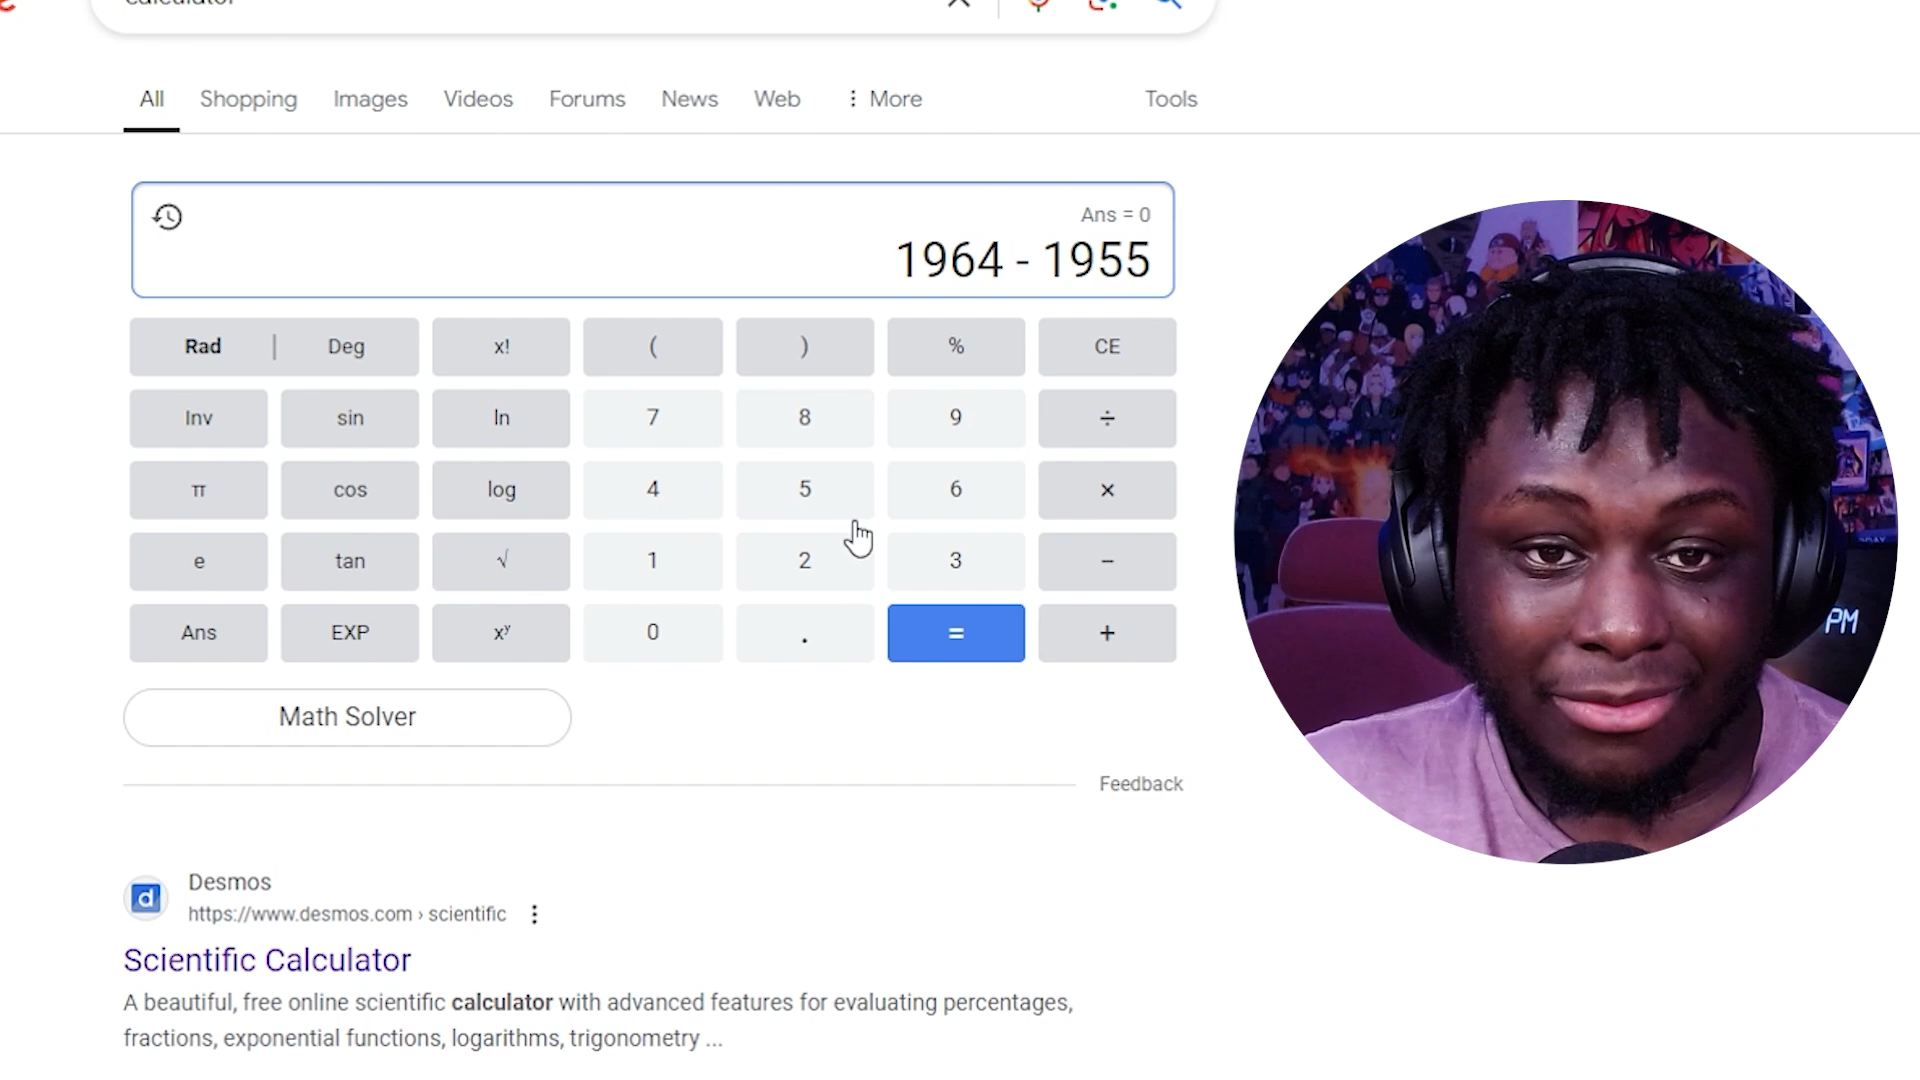 calculator
All Shopping Images Videos Forums News Web More Tools
Ans = 0
1964 - 1955
Rad | Deg x! ( ) % CE
Inv sin ln 7 8 9 ÷
π cos log 4 5 6 ×
e tan √ 1 2 3 −
Ans EXP xʸ 0 . = +
PM
Math Solver
Feedback
d
Desmos
https://www.desmos.com › scientific
Scientific Calculator
A beautiful, free online scientific calculator with advanced features for evaluating percentages,
fractions, exponential functions, logarithms, trigonometry ...